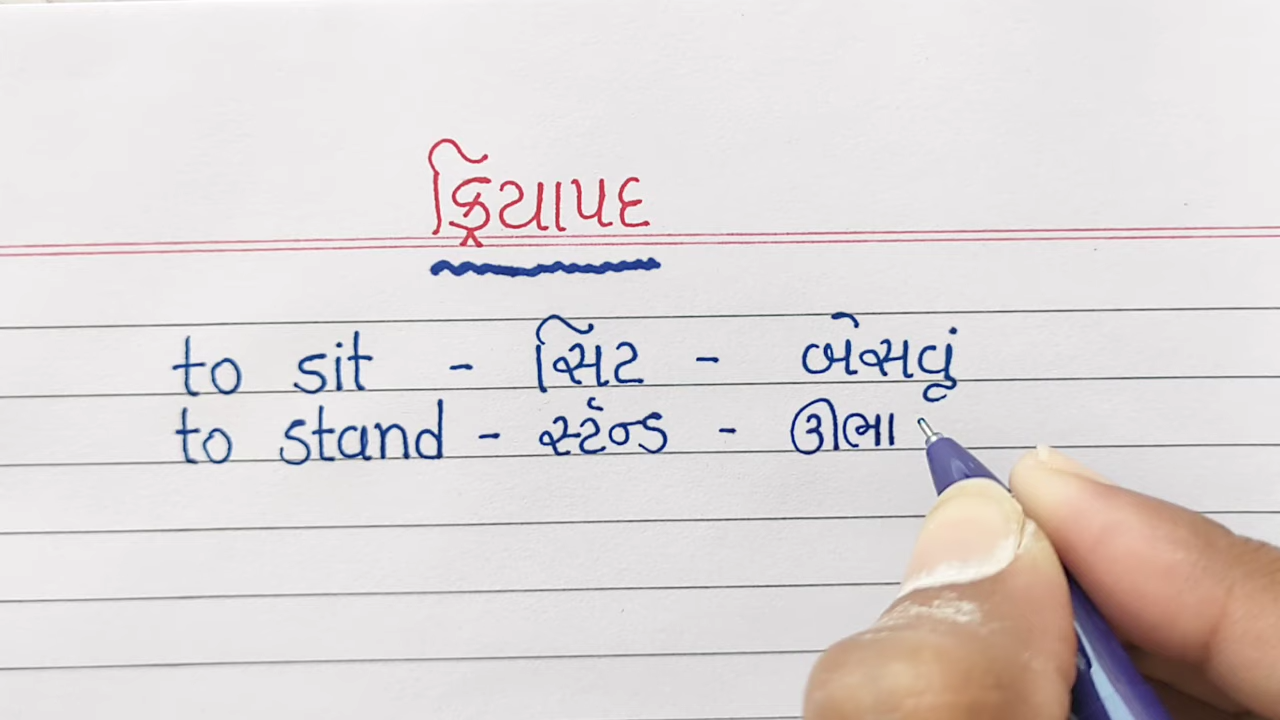 ક્રિયાપદ
to sit - સિટ - બેસવું
to stand - સ્ટેન્ડ - ઊભા